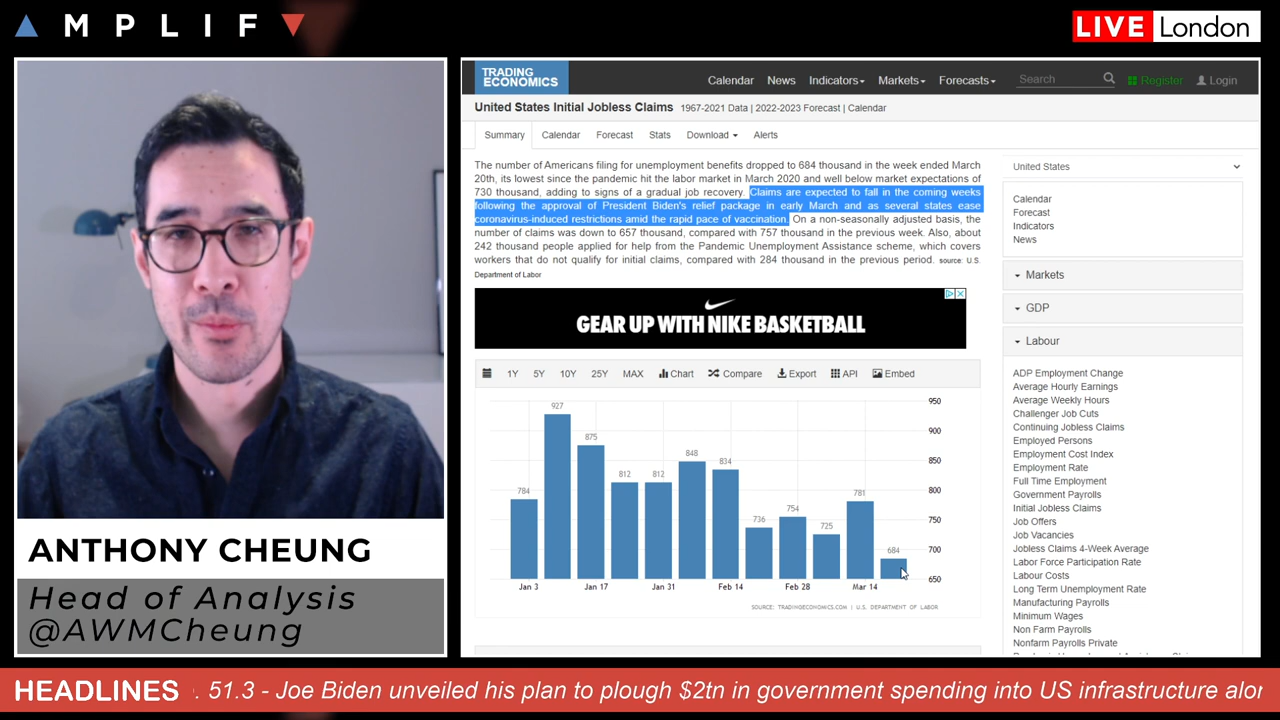 MPLIF
LIVE London
TRADING
ECONOMICS
Calendar News Indicators Markets Forecasts Search Register Login
United States Initial Jobless Claims 1967-2021 Data | 2022-2023 Forecast | Calendar
Summary Calendar Forecast Stats Download Alerts
The number of Americans filing for unemployment benefits dropped to 684 thousand in the week ended March
20th, its lowest since the pandemic hit the labor market in March 2020 and well below market expectations of
730 thousand, adding to signs of a gradual job recovery. Claims are expected to fall in the coming weeks
following the approval of President Biden's relief package in early March and as several states ease
coronavirus-induced restrictions amid the rapid pace of vaccination. On a non-seasonally adjusted basis, the
number of claims was down to 657 thousand, compared with 757 thousand in the previous week. Also, about
242 thousand people applied for help from the Pandemic Unemployment Assistance scheme, which covers
workers that do not qualify for initial claims, compared with 284 thousand in the previous period. source: U.S.
Department of Labor
GEAR UP WITH NIKE BASKETBALL
1Y 5Y 10Y 25Y MAX Chart Compare Export API Embed
927
875
784
812
812
848
834
736
754
725
781
684
950
900
850
800
750
700
650
Jan 3 Jan 17 Jan 31 Feb 14 Feb 28 Mar 14
SOURCE: TRADINGECONOMICS.COM | U.S. DEPARTMENT OF LABOR
United States
Calendar
Forecast
Indicators
News
Markets
GDP
Labour
ADP Employment Change
Average Hourly Earnings
Average Weekly Hours
Challenger Job Cuts
Continuing Jobless Claims
Employed Persons
Employment Cost Index
Employment Rate
Full Time Employment
Government Payrolls
Initial Jobless Claims
Job Offers
Job Vacancies
Jobless Claims 4-Week Average
Labor Force Participation Rate
Labour Costs
Long Term Unemployment Rate
Manufacturing Payrolls
Minimum Wages
Non Farm Payrolls
Nonfarm Payrolls Private
ANTHONY CHEUNG
Head of Analysis
@AWMCheung
HEADLINES . 51.3 - Joe Biden unveiled his plan to plough $2tn in government spending into US infrastructure alon